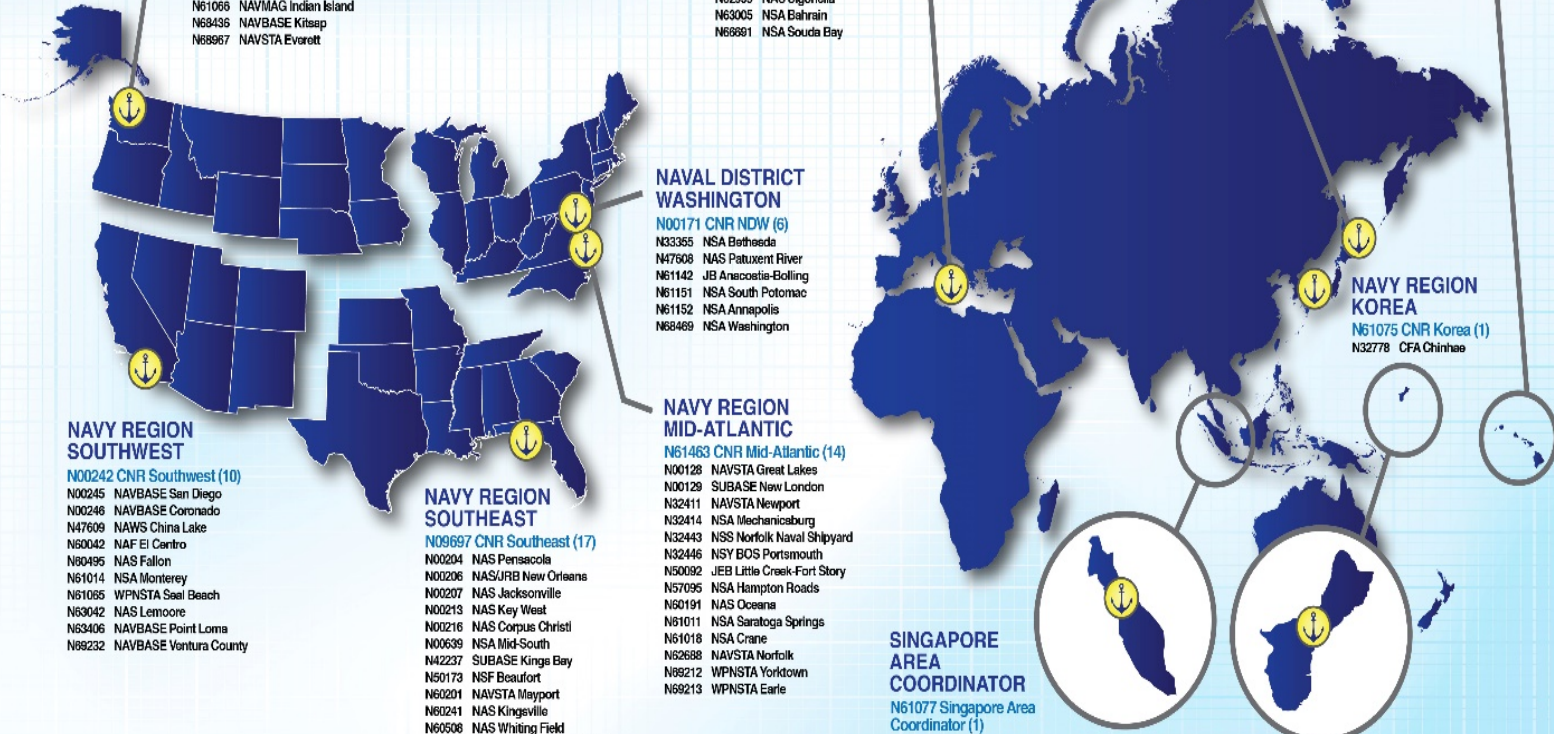 N61066 NAVMAG Indian Island
N68436 NAVBASE Kitsap
N68967 NAVSTA Everett
N63005 NSA Bahrain
N66691 NSA Souda Bay
NAVAL DISTRICT
WASHINGTON
N00171 CNR NDW (6)
N33355 NSA Bethesda
N47608 NAS Patuxent River
N61142 JB Anacostia-Bolling
N61151 NSA South Potomac
N61152 NSA Annapolis
N68469 NSA Washington
NAVY REGION
KOREA
N61075 CNR Korea (1)
N32778 CFA Chinhae
NAVY REGION
SOUTHWEST
N00242 CNR Southwest (10)
N00245 NAVBASE San Diego
N00246 NAVBASE Coronado
N47609 NAWS China Lake
N60042 NAF El Centro
N60495 NAS Fallon
N61014 NSA Monterey
N61065 WPNSTA Seal Beach
N63042 NAS Lemoore
N63406 NAVBASE Point Loma
N69232 NAVBASE Ventura County
NAVY REGION
SOUTHEAST
N09697 CNR Southeast (17)
N00204 NAS Pensacola
N00206 NAS/JRB New Orleans
N00207 NAS Jacksonville
N00213 NAS Key West
N00216 NAS Corpus Christi
N00639 NSA Mid-South
N42237 SUBASE Kings Bay
N50173 NSF Beaufort
N60201 NAVSTA Mayport
N60241 NAS Kingsville
N60508 NAS Whiting Field
NAVY REGION
MID-ATLANTIC
N61463 CNR Mid-Atlantic (14)
N00128 NAVSTA Great Lakes
N00129 SUBASE New London
N32411 NAVSTA Newport
N32414 NSA Mechanicsburg
N32443 NSS Norfolk Naval Shipyard
N32446 NSY BOS Portsmouth
N50092 JEB Little Creek-Fort Story
N57095 NSA Hampton Roads
N60191 NAS Oceana
N61011 NSA Saratoga Springs
N61018 NSA Crane
N62688 NAVSTA Norfolk
N69212 WPNSTA Yorktown
N69213 WPNSTA Earle
SINGAPORE
AREA
COORDINATOR
N61077 Singapore Area
Coordinator (1)